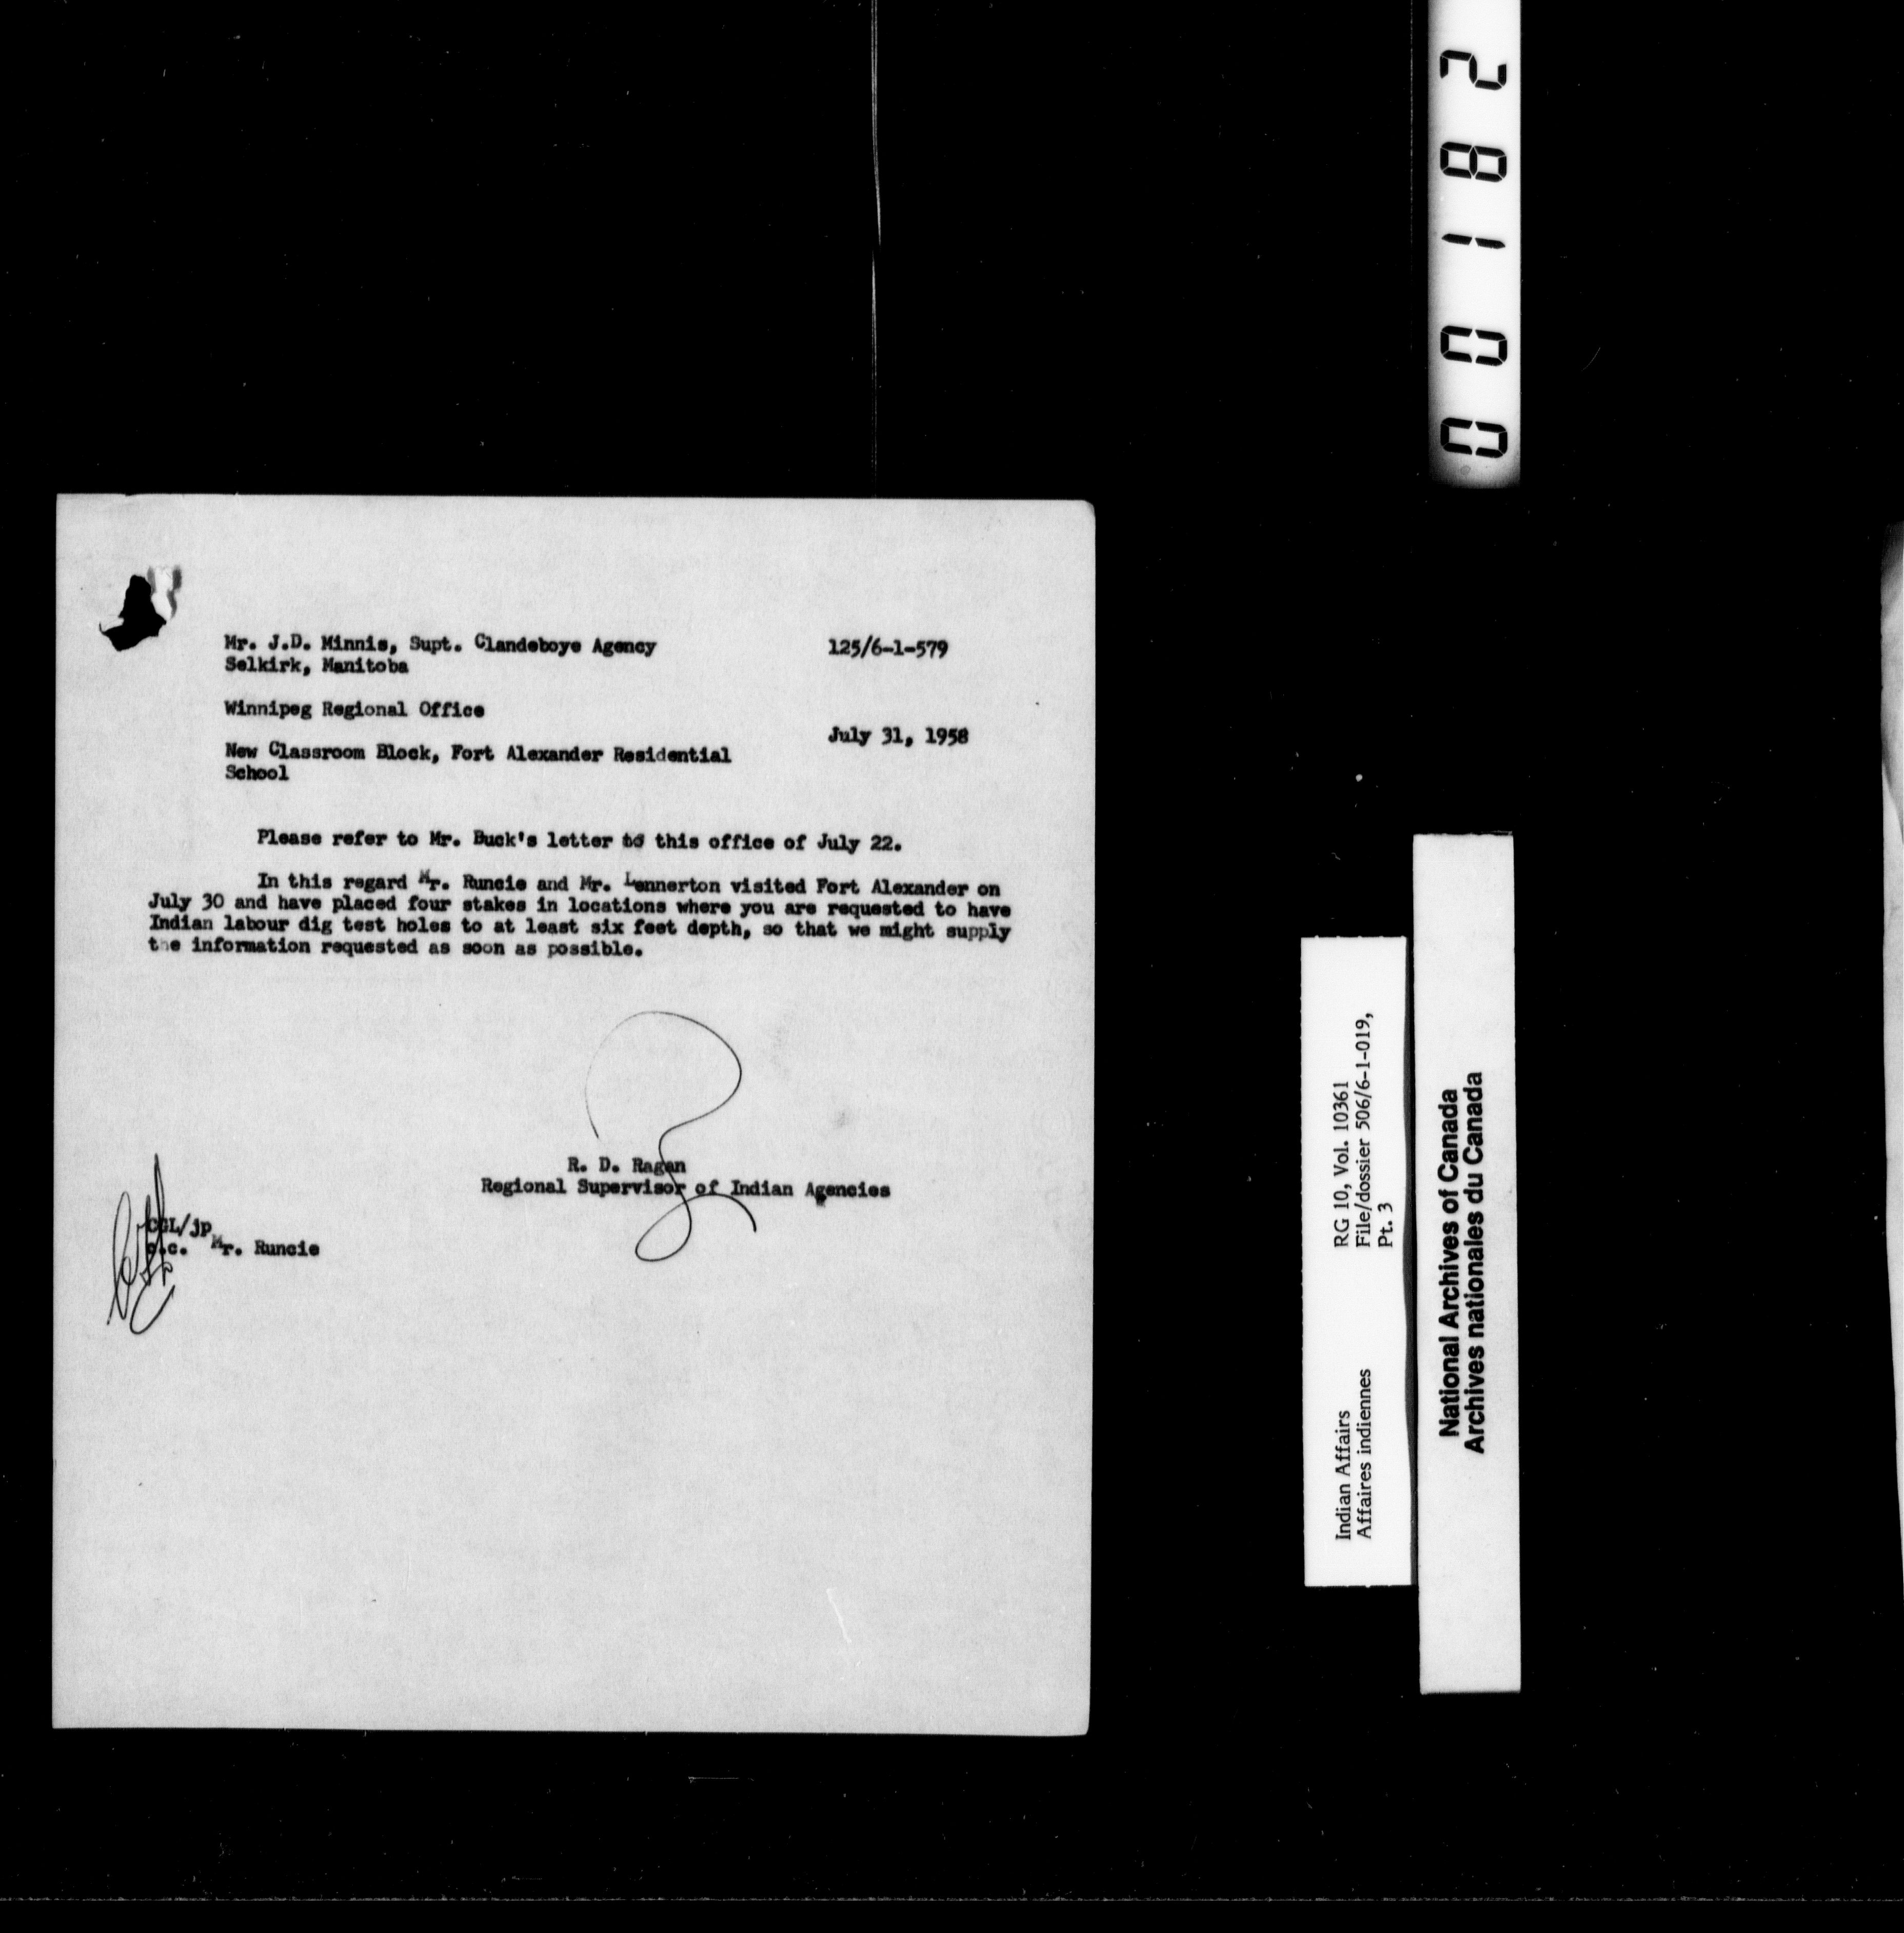 Mr. J.D. Minnis, Supt. Clandeboye Agency
Selkirk, Manitoba
125/6-1-579
Winnipeg Regional Office
July 31, 1958
New Classroom Block, Fort Alexander Residential
School
Please refer to Mr. Buck's letter to this office of July 22.
In this regard Mr. Runcie and Mr. Lennerton visited Fort Alexander on
July 30 and have placed four stakes in locations where you are requested to have
Indian labour dig test holes to at least six feet depth, so that we might supply
the information requested as soon as possible.
R. D. Ragan
Regional Supervisor of Indian Agencies
CGL/jp
c.c. Mr. Runcie
00182
Indian Affairs
Affaires indiennes
RG 10, Vol. 10361
File/dossier 506/6-1-019,
Pt. 3
National Archives of Canada
Archives nationales du Canada